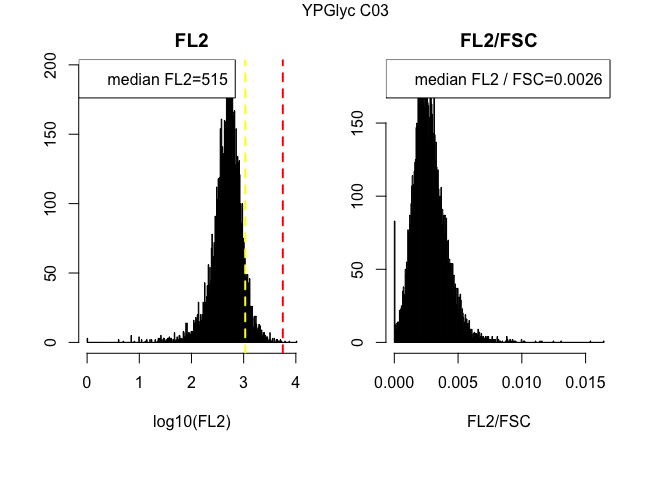 YPGlyc C03
FL2
median FL2=515
200
150
100
50
0
0 1 2 3 4
log10(FL2)
FL2/FSC
median FL2 / FSC=0.0026
150
100
50
0
0.000 0.005 0.010 0.015
FL2/FSC